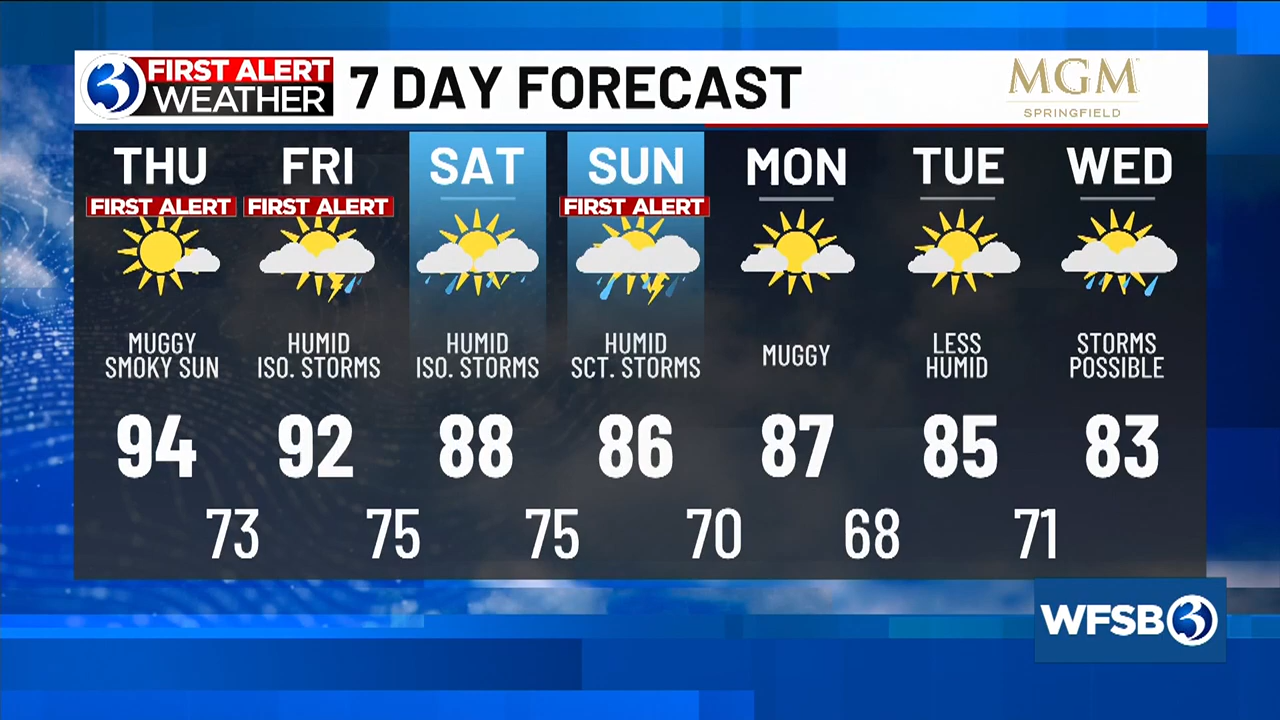 3 FIRST ALERT
WEATHER
7 DAY FORECAST
MGM
SPRINGFIELD
THU FRI SAT SUN MON TUE WED
FIRST ALERT FIRST ALERT FIRST ALERT
MUGGY
SMOKY SUN
HUMID
ISO. STORMS
HUMID
ISO. STORMS
HUMID
SCT. STORMS
MUGGY
LESS
HUMID
STORMS
POSSIBLE
94 92 88 86 87 85 83
73 75 75 70 68 71
WFSB 3